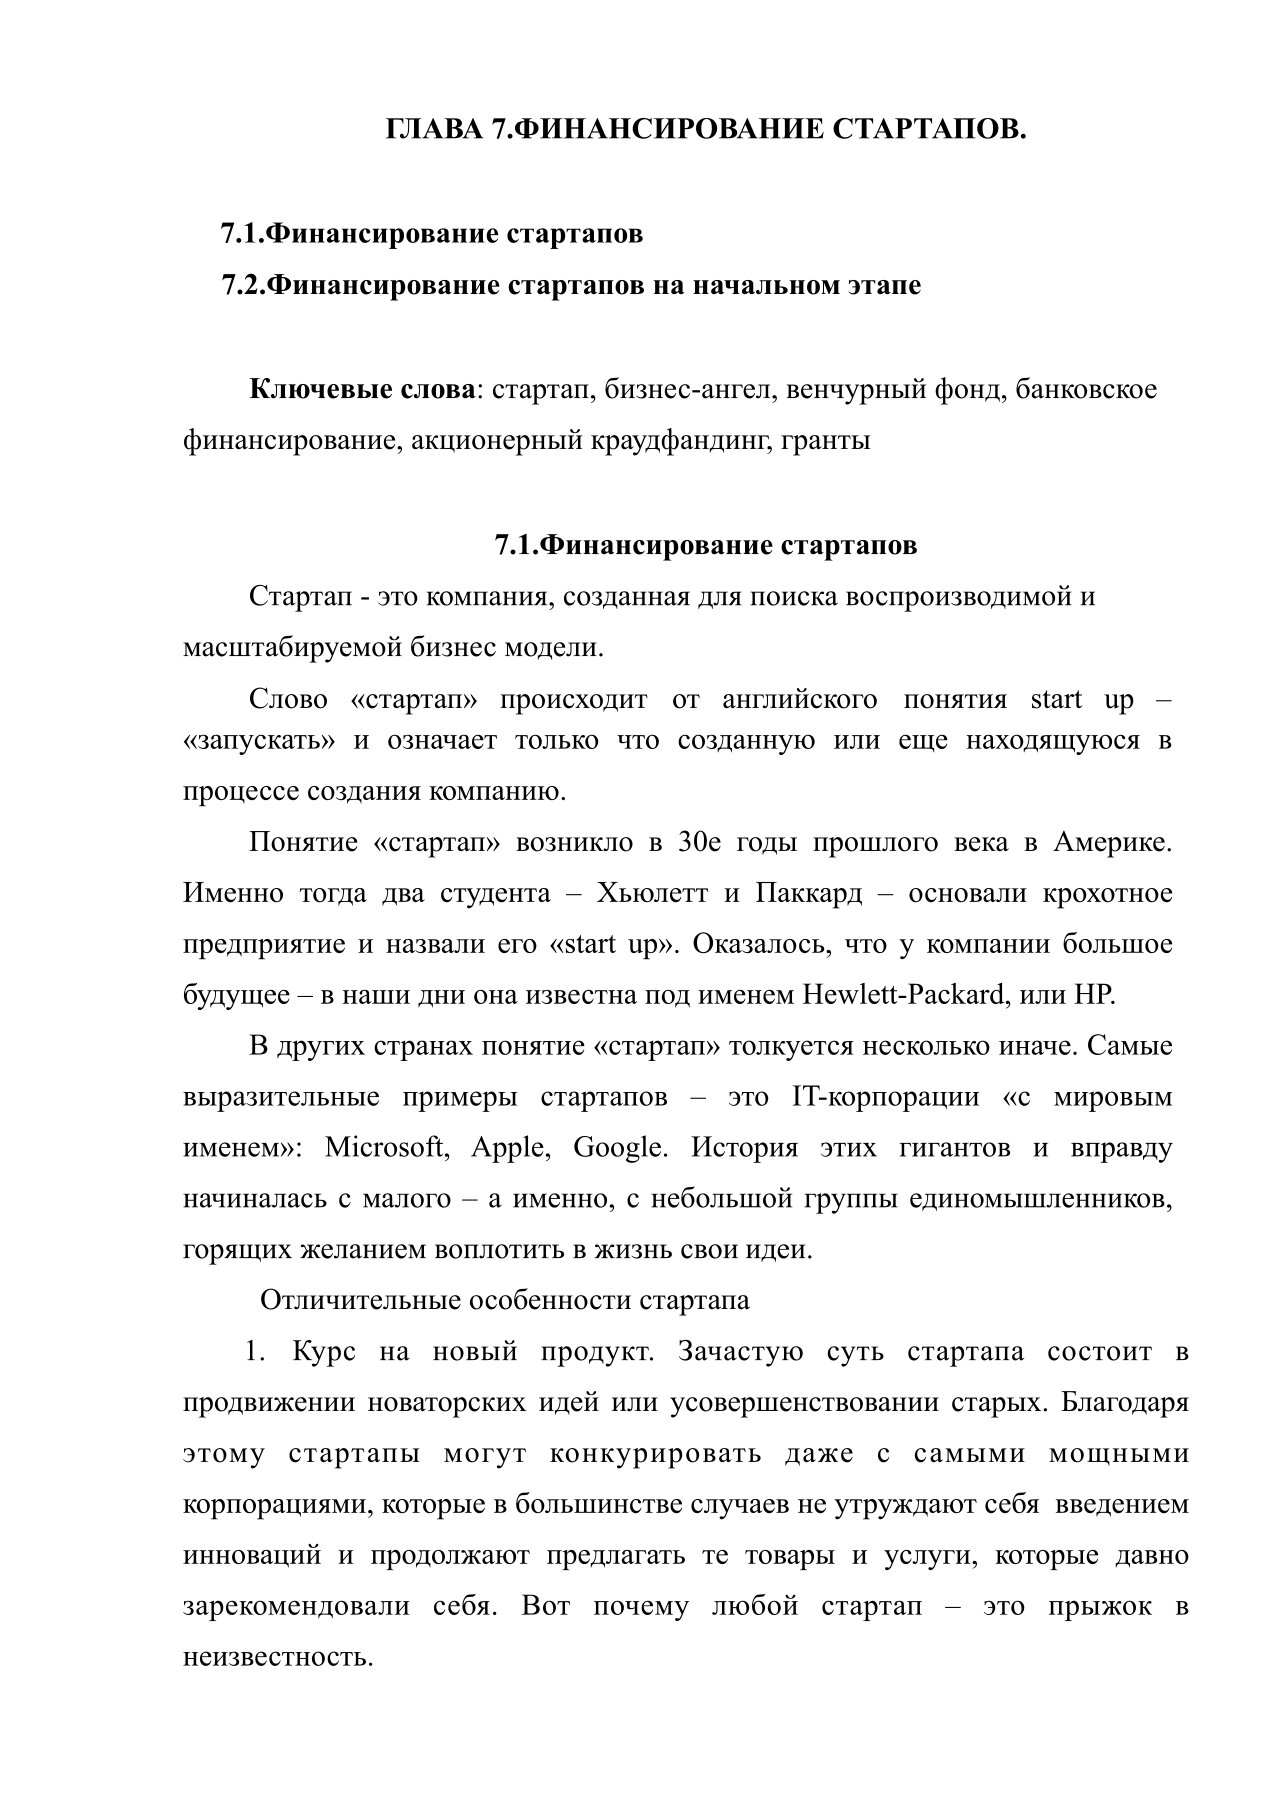 ГЛАВА 7.ФИНАНСИРОВАНИЕ СТАРТАПОВ.
7.1.Финансирование стартапов
7.2.Финансирование стартапов на начальном этапе
Ключевые слова: стартап, бизнес-ангел, венчурный фонд, банковское
финансирование, акционерный краудфандинг, гранты
7.1.Финансирование стартапов
Стартап - это компания, созданная для поиска воспроизводимой и
масштабируемой бизнес модели.
Слово «стартап» происходит от английского понятия start up –
«запускать» и означает только что созданную или еще находящуюся в
процессе создания компанию.
Понятие «стартап» возникло в 30е годы прошлого века в Америке.
Именно тогда два студента – Хьюлетт и Паккард – основали крохотное
предприятие и назвали его «start up». Оказалось, что у компании большое
будущее – в наши дни она известна под именем Hewlett-Packard, или HP.
В других странах понятие «стартап» толкуется несколько иначе. Самые
выразительные примеры стартапов – это IT-корпорации «с мировым
именем»: Microsoft, Apple, Google. История этих гигантов и вправду
начиналась с малого – а именно, с небольшой группы единомышленников,
горящих желанием воплотить в жизнь свои идеи.
Отличительные особенности стартапа
1. Курс на новый продукт. Зачастую суть стартапа состоит в
продвижении новаторских идей или усовершенствовании старых. Благодаря
этому стартапы могут конкурировать даже с самыми мощными
корпорациями, которые в большинстве случаев не утруждают себя введением
инноваций и продолжают предлагать те товары и услуги, которые давно
зарекомендовали себя. Вот почему любой стартап – это прыжок в
неизвестность.